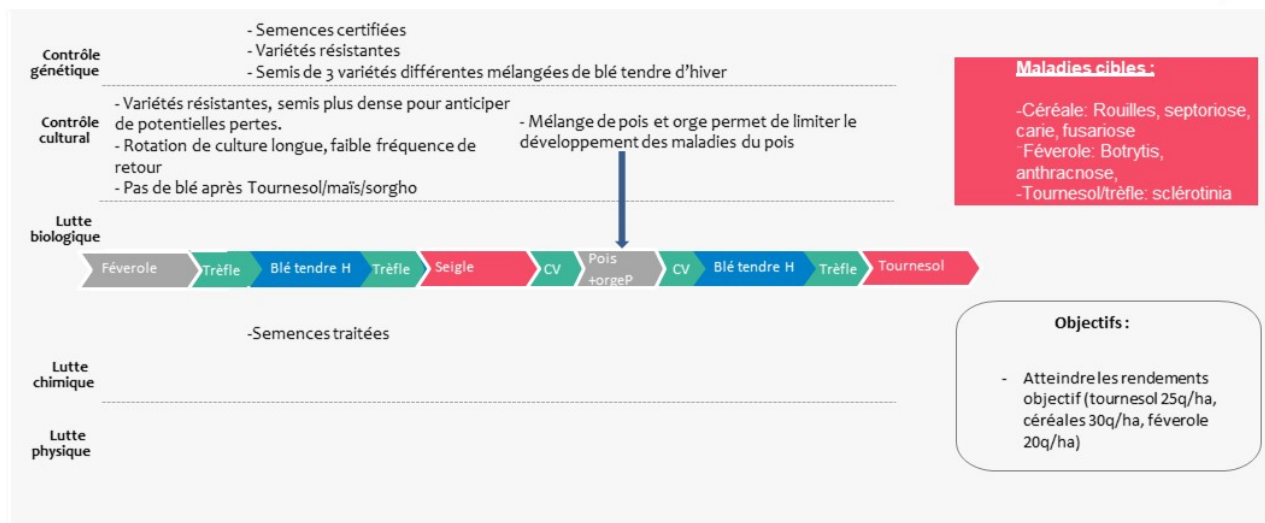 Contrôle
génétique
- Semences certifiées
- Variétés résistantes
- Semis de 3 variétés différentes mélangées de blé tendre d’hiver
Contrôle
cultural
- Variétés résistantes, semis plus dense pour anticiper
de potentielles pertes.
- Rotation de culture longue, faible fréquence de
retour
- Pas de blé après Tournesol/maïs/sorgho
- Mélange de pois et orge permet de limiter le
développement des maladies du pois
Lutte
biologique
Féverole
Trèfle
Blé tendre H
Trèfle
Seigle
CV
Pois
+orgeP
CV
Blé tendre H
Trèfle
Tournesol
Lutte
chimique
-Semences traitées
Lutte
physique
Maladies cibles :
-Céréale: Rouilles, septoriose,
carie, fusariose
¨Féverole: Botrytis,
anthracnose,
-Tournesol/trèfle: sclérotinia
Objectifs :
- Atteindre les rendements
objectif (tournesol 25q/ha,
céréales 30q/ha, féverole
20q/ha)